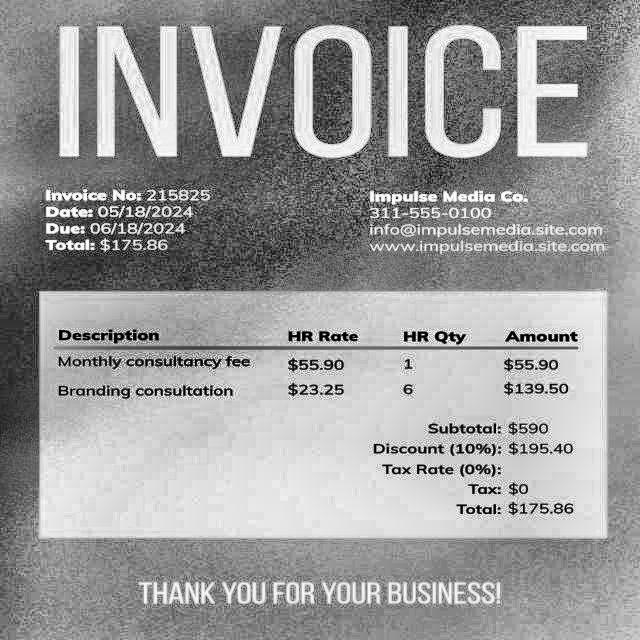 INVOICE
Invoice No: 215825
Date: 05/18/2024
Due: 06/18/2024
Total: $175.86
Impulse Media Co.
311-555-0100
info@impulsemedia.site.com
www.impulsemedia.site.com
Description HR Rate HR Qty Amount
Monthly consultancy fee $55.90 1 $55.90
Branding consultation $23.25 6 $139.50
Subtotal: $590
Discount (10%): $195.40
Tax Rate (0%):
Tax: $0
Total: $175.86
THANK YOU FOR YOUR BUSINESS!